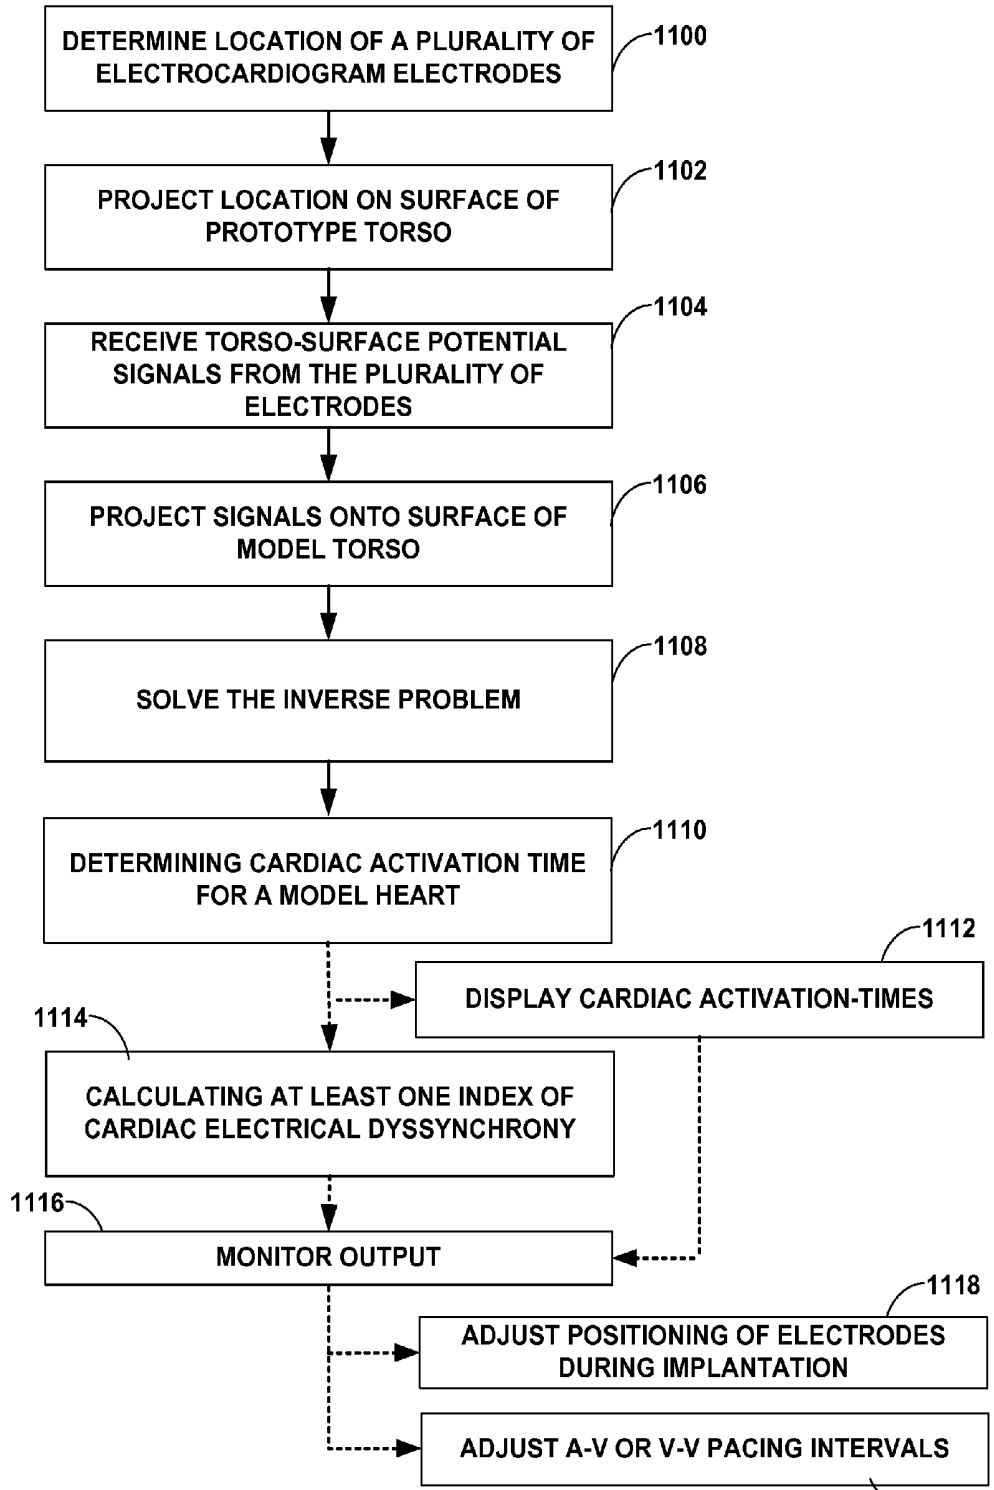 DETERMINE LOCATION OF A PLURALITY OF
ELECTROCARDIOGRAM ELECTRODES
1100
PROJECT LOCATION ON SURFACE OF
PROTOTYPE TORSO
1102
RECEIVE TORSO-SURFACE POTENTIAL
SIGNALS FROM THE PLURALITY OF
ELECTRODES
1104
PROJECT SIGNALS ONTO SURFACE OF
MODEL TORSO
1106
SOLVE THE INVERSE PROBLEM
1108
DETERMINING CARDIAC ACTIVATION TIME
FOR A MODEL HEART
1110
1112
DISPLAY CARDIAC ACTIVATION-TIMES
1114
CALCULATING AT LEAST ONE INDEX OF
CARDIAC ELECTRICAL DYSSYNCHRONY
1116
MONITOR OUTPUT
1118
ADJUST POSITIONING OF ELECTRODES
DURING IMPLANTATION
ADJUST A-V OR V-V PACING INTERVALS